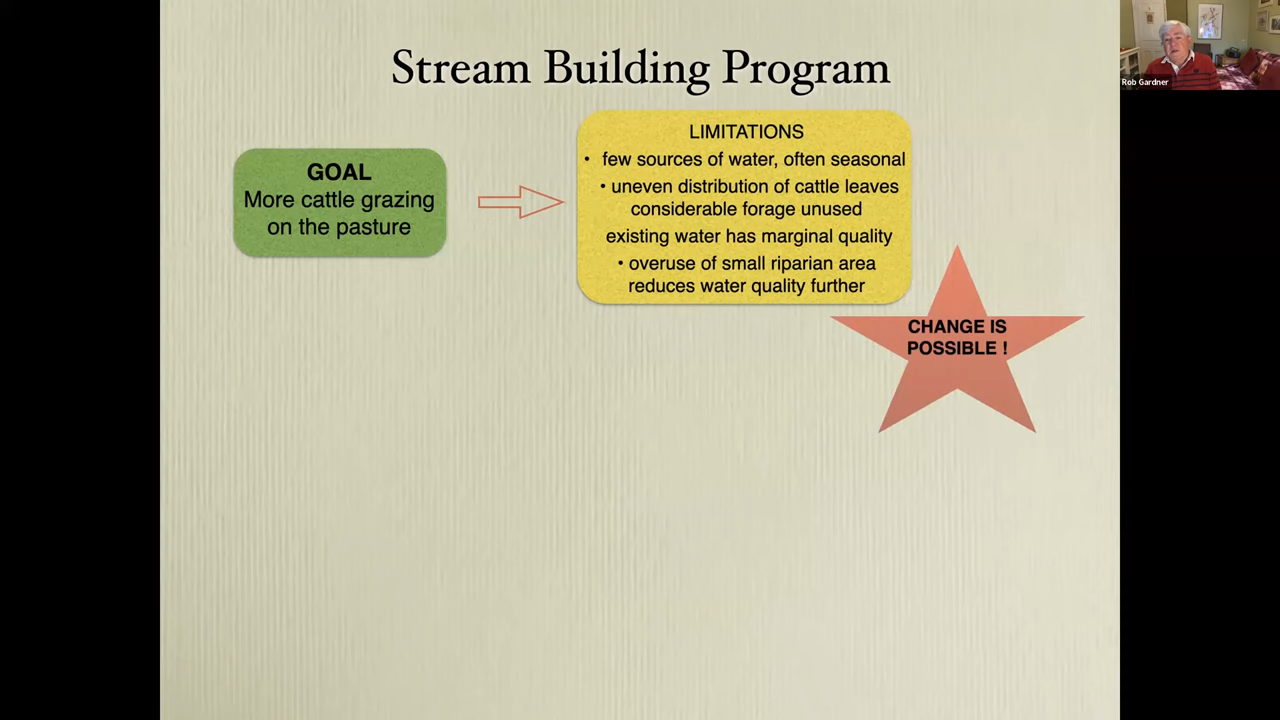 Stream Building Program
Rob Gardner
GOAL
More cattle grazing
on the pasture
LIMITATIONS
• few sources of water, often seasonal
• uneven distribution of cattle leaves
considerable forage unused
existing water has marginal quality
• overuse of small riparian area
reduces water quality further
CHANGE IS
POSSIBLE !